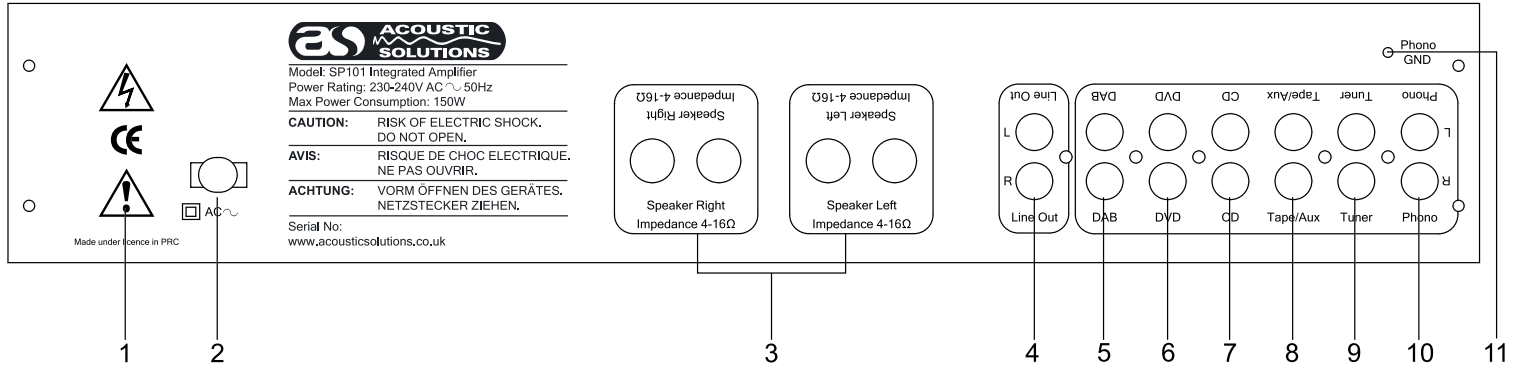 as ACOUSTIC SOLUTIONS
Model: SP101 Integrated Amplifier
Power Rating: 230-240V AC 50Hz
Max Power Consumption: 150W
CAUTION: RISK OF ELECTRIC SHOCK.
DO NOT OPEN.
AVIS: RISQUE DE CHOC ELECTRIQUE.
NE PAS OUVRIR.
ACHTUNG: VORM ÖFFNEN DES GERÄTES.
NETZSTECKER ZIEHEN.
Serial No:
www.acousticsolutions.co.uk
CE
AC
Made under licence in PRC
Impedance 4-16Ω
Speaker Right
Speaker Right
Impedance 4-16Ω
Impedance 4-16Ω
Speaker Left
Speaker Left
Impedance 4-16Ω
Line Out
L
R
Line Out
DAB DVD CD Tape/Aux Tuner Phono
L
R
DAB DVD CD Tape/Aux Tuner Phono
Phono
GND
1 2 3 4 5 6 7 8 9 10 11